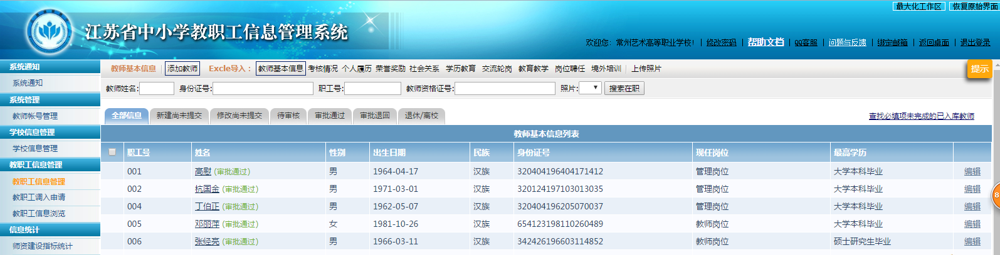 最大化工作区 恢复原始界面
江苏省中小学教职工信息管理系统
欢迎您：常州艺术高等职业学校！ | 修改密码 | 帮助文档 | QQ客服 | 问题与反馈 | 绑定邮箱 | 返回桌面 | 退出登录
系统通知
系统通知
系统管理
教师帐号管理
学校信息管理
学校信息管理
教职工信息管理
教职工信息管理
教职工调入申请
教职工信息浏览
信息统计
师资建设指标统计
教师基本信息 添加教师 Excle导入： 教师基本信息 考核情况 个人履历 荣誉奖励 社会关系 学历教育 交流轮岗 教育教学 岗位聘任 境外培训 上传照片
提示
教师姓名: 身份证号: 职工号: 教师资格证号: 照片: 搜索在职
全部信息 新建尚未提交 修改尚未提交 待审核 审批通过 审批退回 退休/离校 查找必填项未完成的已入库教师
教师基本信息列表
职工号 姓名 性别 出生日期 民族 身份证号 现任岗位 最高学历
001 高慰 (审批通过) 男 1964-04-17 汉族 320404196404171412 管理岗位 大学本科毕业 编辑
002 杭国金 (审批通过) 男 1971-03-01 汉族 320124197103013035 管理岗位 大学本科毕业 编辑
004 丁伯正 (审批通过) 男 1962-05-07 汉族 320404196205070037 管理岗位 大学本科毕业 编辑
005 邓丽萍 (审批通过) 女 1981-10-26 汉族 654123198110260489 教师岗位 大学本科毕业 编辑
006 张经亮 (审批通过) 男 1966-03-11 汉族 342426196603114852 教师岗位 硕士研究生毕业 编辑
8